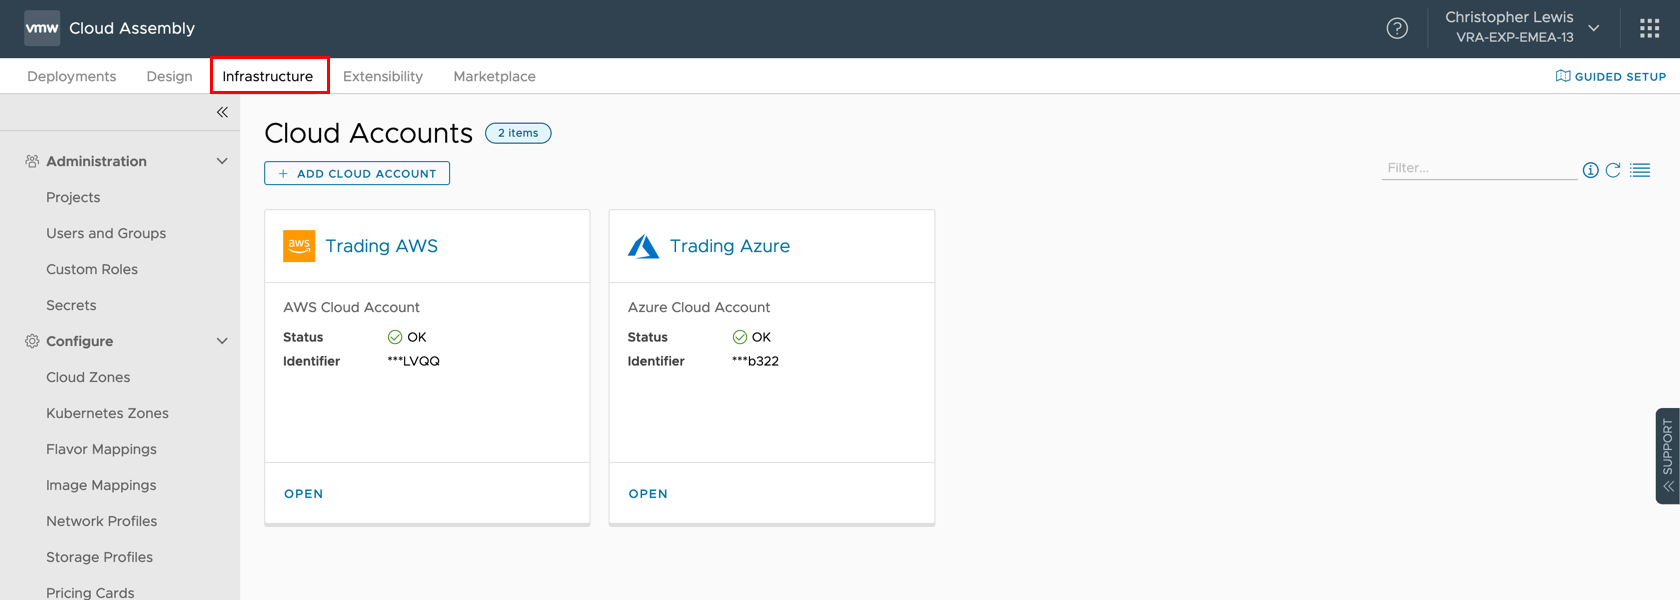 vmw Cloud Assembly
Christopher Lewis
VRA-EXP-EMEA-13
Deployments Design Infrastructure Extensibility Marketplace
GUIDED SETUP
Administration
Projects
Users and Groups
Custom Roles
Secrets
Configure
Cloud Zones
Kubernetes Zones
Flavor Mappings
Image Mappings
Network Profiles
Storage Profiles
Pricing Cards
Cloud Accounts 2 items
+ ADD CLOUD ACCOUNT
Filter...
aws Trading AWS
AWS Cloud Account
Status OK
Identifier ***LVQQ
OPEN
Trading Azure
Azure Cloud Account
Status OK
Identifier ***b322
OPEN
SUPPORT